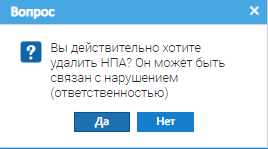 Вопрос
Вы действительно хотите
удалить НПА? Он может быть
связан с нарушением
(ответственностью)
Да Нет